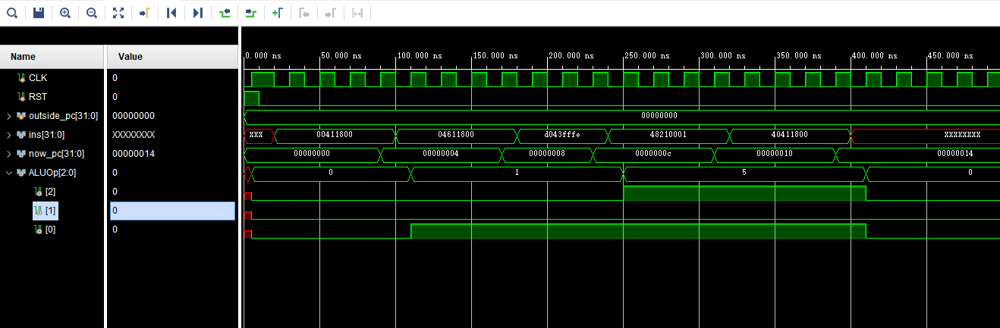 Name Value
0.000 ns 50.000 ns 100.000 ns 150.000 ns 200.000 ns 250.000 ns 300.000 ns 350.000 ns 400.000 ns 450.000 ns
CLK 0
RST 0
outside_pc[31:0] 00000000 00000000
ins[31:0] XXXXXXXX XXX 00411800 04611800 d043fffe 48210001 40411800 XXXXXXXX
now_pc[31:0] 00000014 00000000 00000004 00000008 0000000c 00000010 00000014
ALUOp[2:0] 0 0 1 5 0
[2] 0
[1] 0
[0] 0